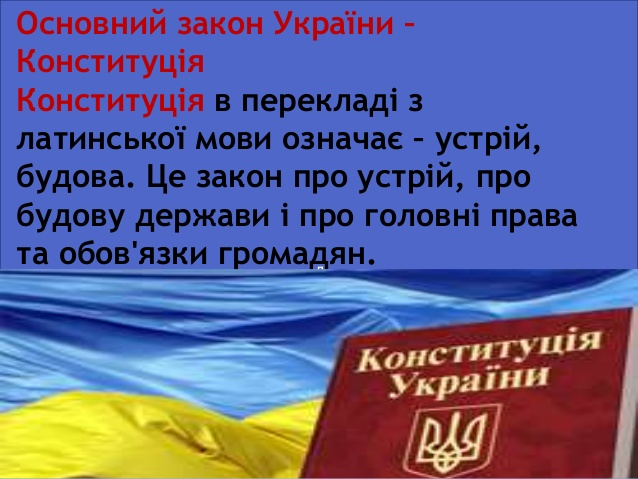 Основний закон України –
Конституція
Конституція в перекладі з
латинської мови означає – устрій,
будова. Це закон про устрій, про
будову держави і про головні права
та обов'язки громадян.
Конституція
України